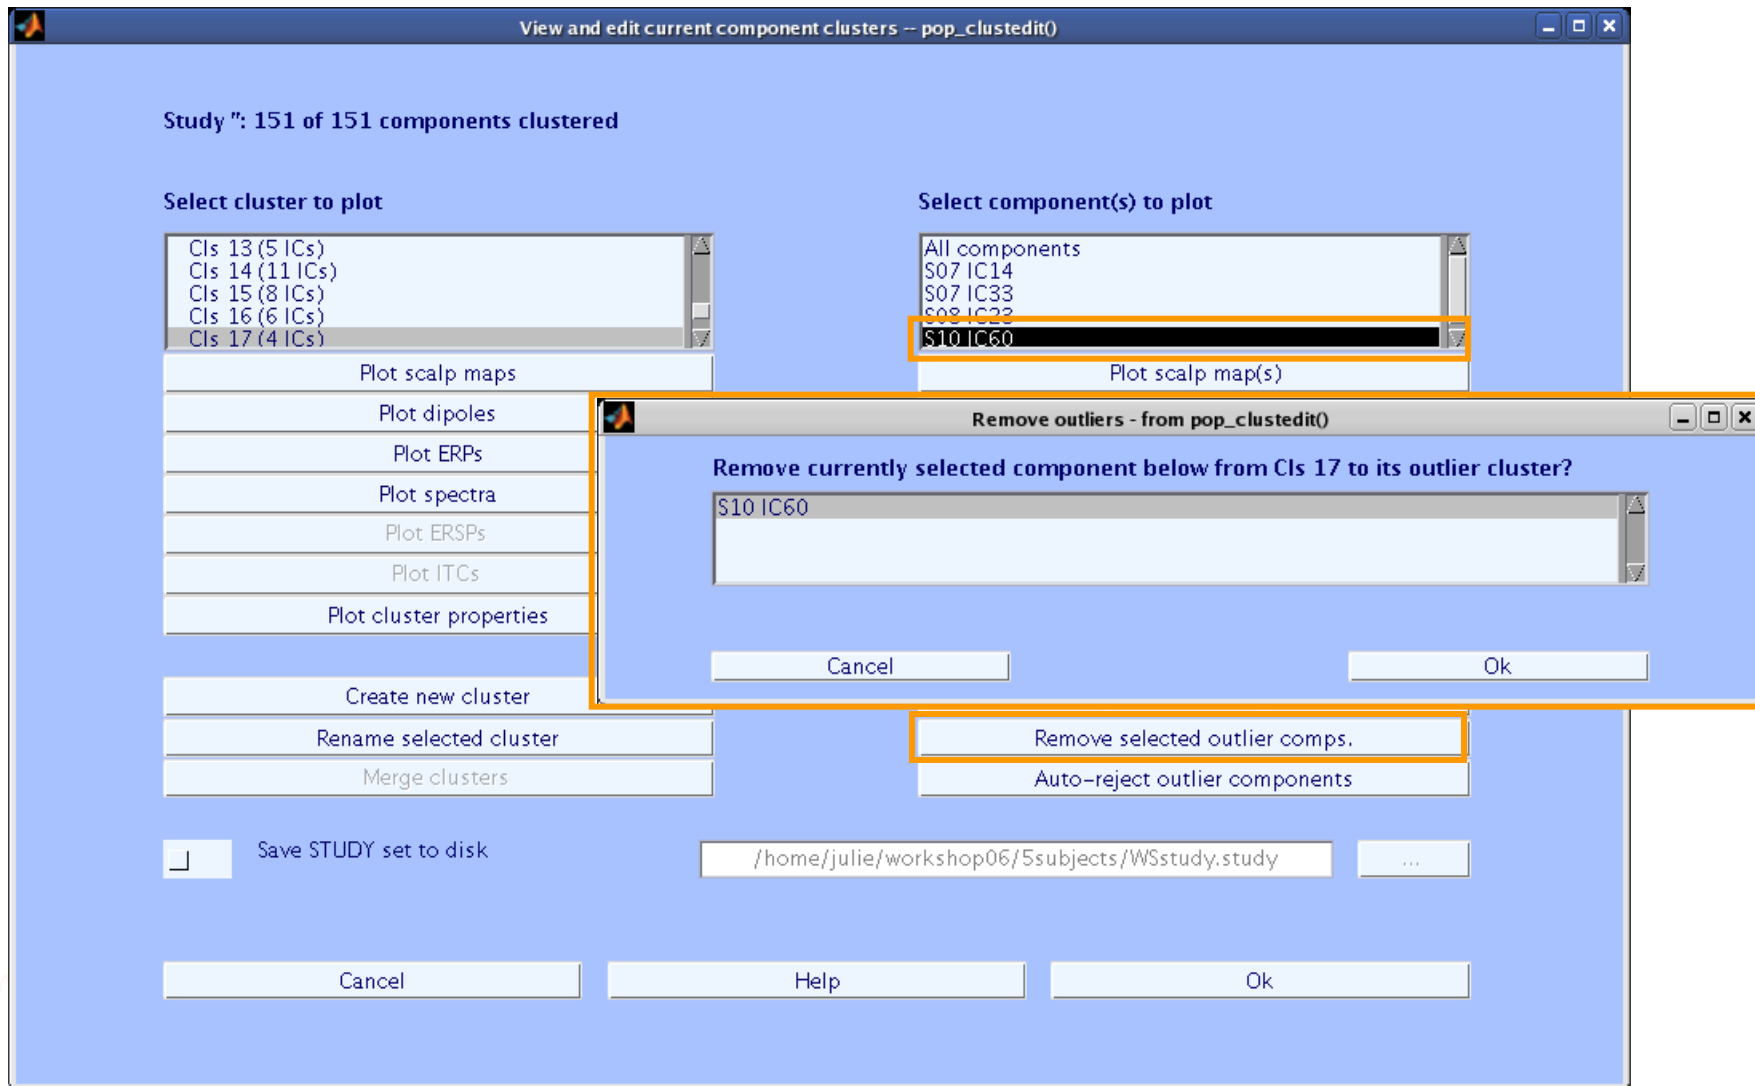 View and edit current component clusters -- pop_clustedit()
Study '': 151 of 151 components clustered
Select cluster to plot
Cls 13 (5 ICs)
Cls 14 (11 ICs)
Cls 15 (8 ICs)
Cls 16 (6 ICs)
Cls 17 (4 ICs)
Select component(s) to plot
All components
S07 IC14
S07 IC33
S08 IC23
S10 IC60
Plot scalp maps
Plot scalp map(s)
Plot dipoles
Plot ERPs
Plot spectra
Plot ERSPs
Plot ITCs
Plot cluster properties
Remove outliers - from pop_clustedit()
Remove currently selected component below from Cls 17 to its outlier cluster?
S10 IC60
Cancel
Ok
Create new cluster
Rename selected cluster
Remove selected outlier comps.
Merge clusters
Auto-reject outlier components
Save STUDY set to disk
/home/julie/workshop06/5subjects/WSstudy.study
...
Cancel
Help
Ok